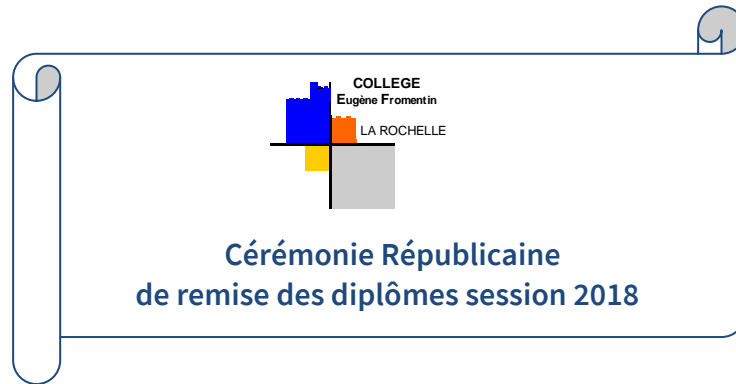 COLLEGE
Eugène Fromentin
LA ROCHELLE
Cérémonie Républicaine
de remise des diplômes session 2018